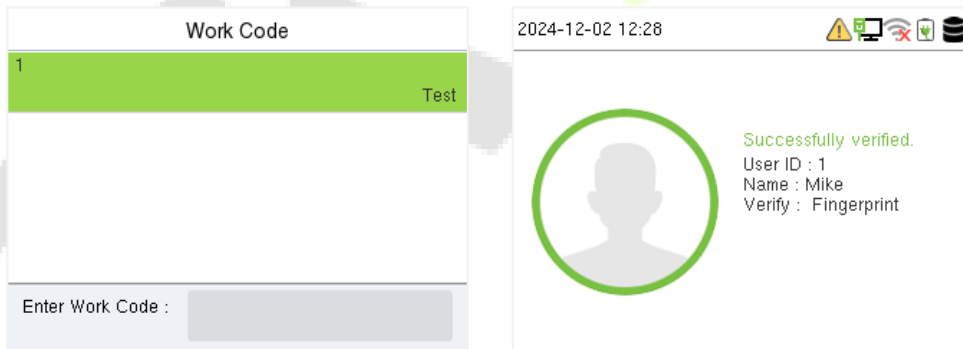 Work Code
1
Test
Enter Work Code :
2024-12-02 12:28
Successfully verified.
User ID : 1
Name : Mike
Verify : Fingerprint